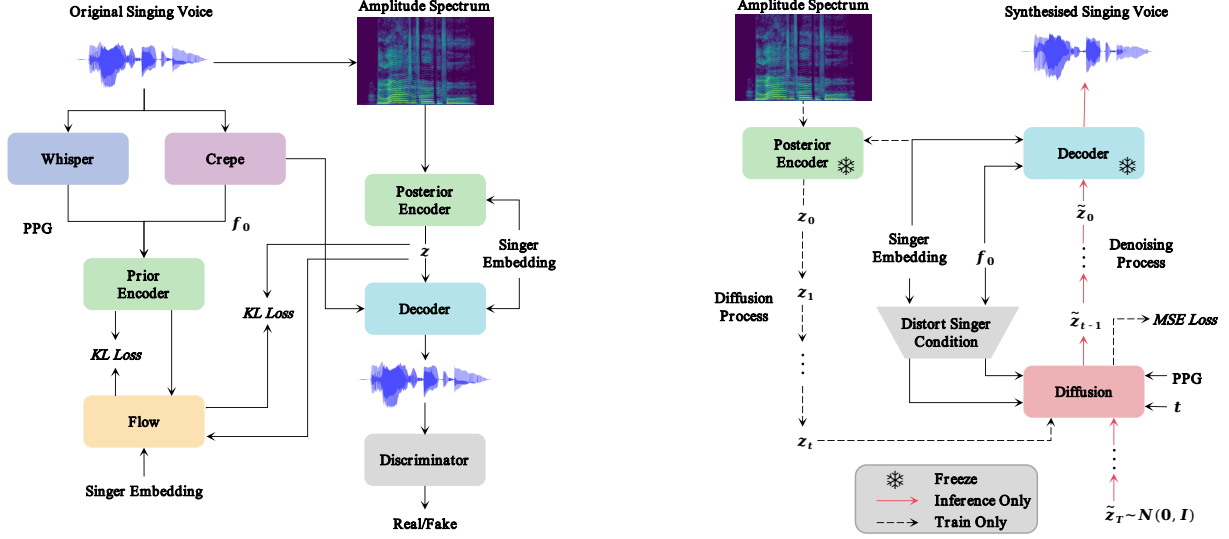 Original Singing Voice
Amplitude Spectrum
Whisper
Crepe
PPG
f₀
Posterior
Encoder
Singer
Embedding
z
Prior
Encoder
KL Loss
KL Loss
Decoder
Flow
Discriminator
Singer Embedding
Real/Fake
Amplitude Spectrum
Synthesised Singing Voice
Posterior
Encoder
Decoder
z₀
z̃₀
Singer
Embedding
f₀
Denoising
Process
z₁
Diffusion
Process
Distort Singer
Condition
z̃ₜ₋₁
MSE Loss
Diffusion
PPG
t
zₜ
Freeze
Inference Only
Train Only
z̃_T~N(0, I)